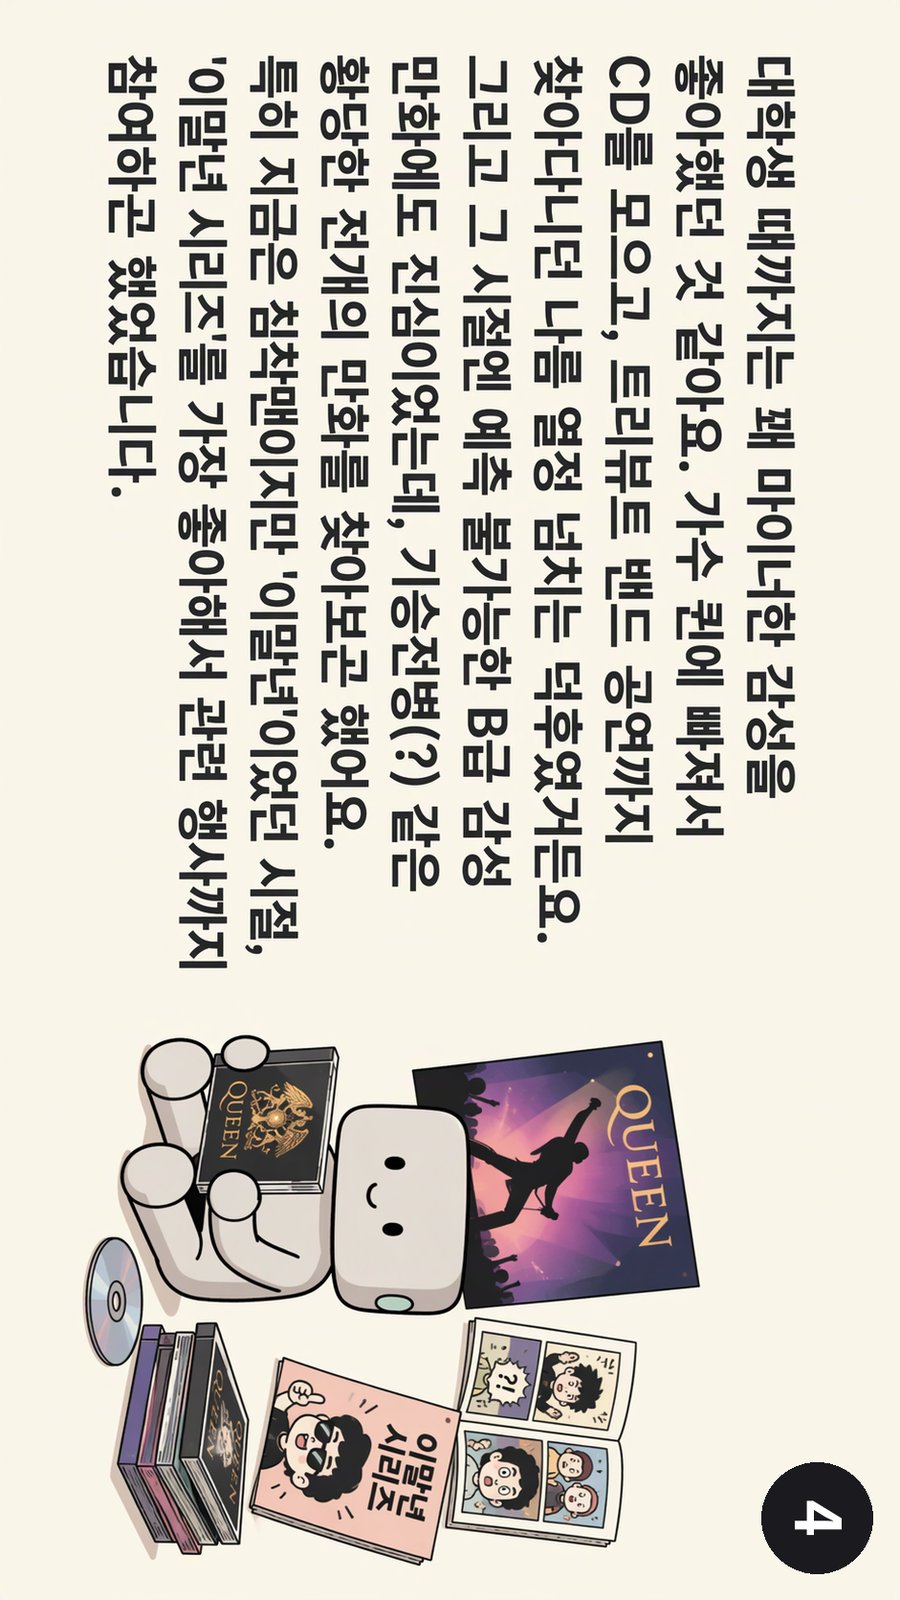 대학생 때까지는 꽤 마이너한 감성을
좋아했던 것 같아요. 가수 퀸에 빠져서
CD를 모으고, 트리뷰트 밴드 공연까지
찾아다니던 나름 열정 넘치는 덕후였거든요.
그리고 그 시절엔 예측 불가능한 B급 감성
만화에도 진심이었는데, 기승전병(?) 같은
황당한 전개의 만화를 찾아보곤 했어요.
특히 지금은 침착맨이지만 '이말년'이었던 시절,
'이말년 시리즈'를 가장 좋아해서 관련 행사까지
참여하곤 했었습니다.
QUEEN
QUEEN
?!
이말년
시리즈
QUEEN
4